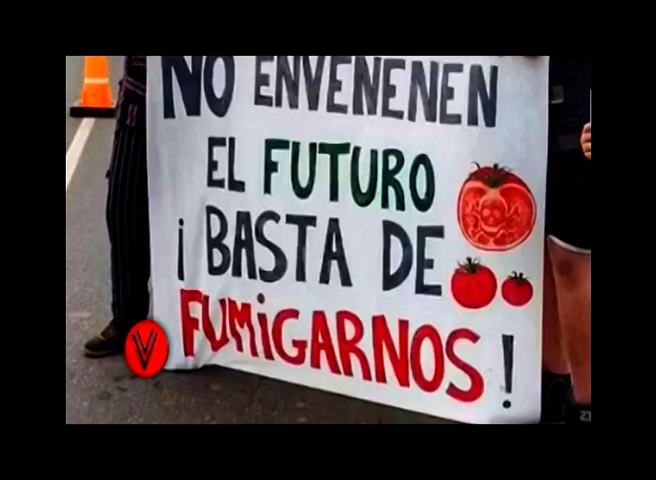 NO ENVENENEN
EL FUTURO
¡ BASTA DE
FUMiGARNOS !
V